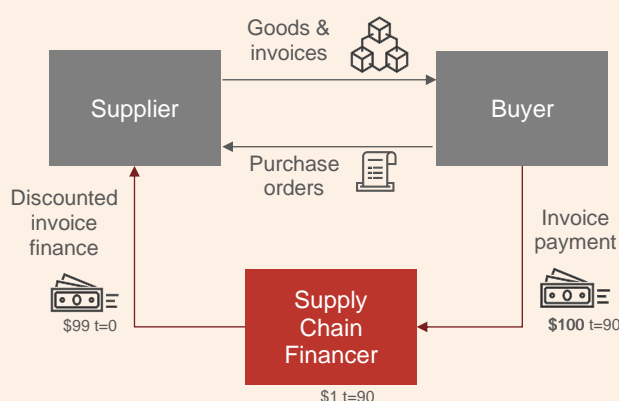 Goods &
invoices
Supplier
Buyer
Purchase
orders
Discounted
invoice
finance
$99 t=0
Invoice
payment
$100 t=90
Supply
Chain
Financer
$1 t=90